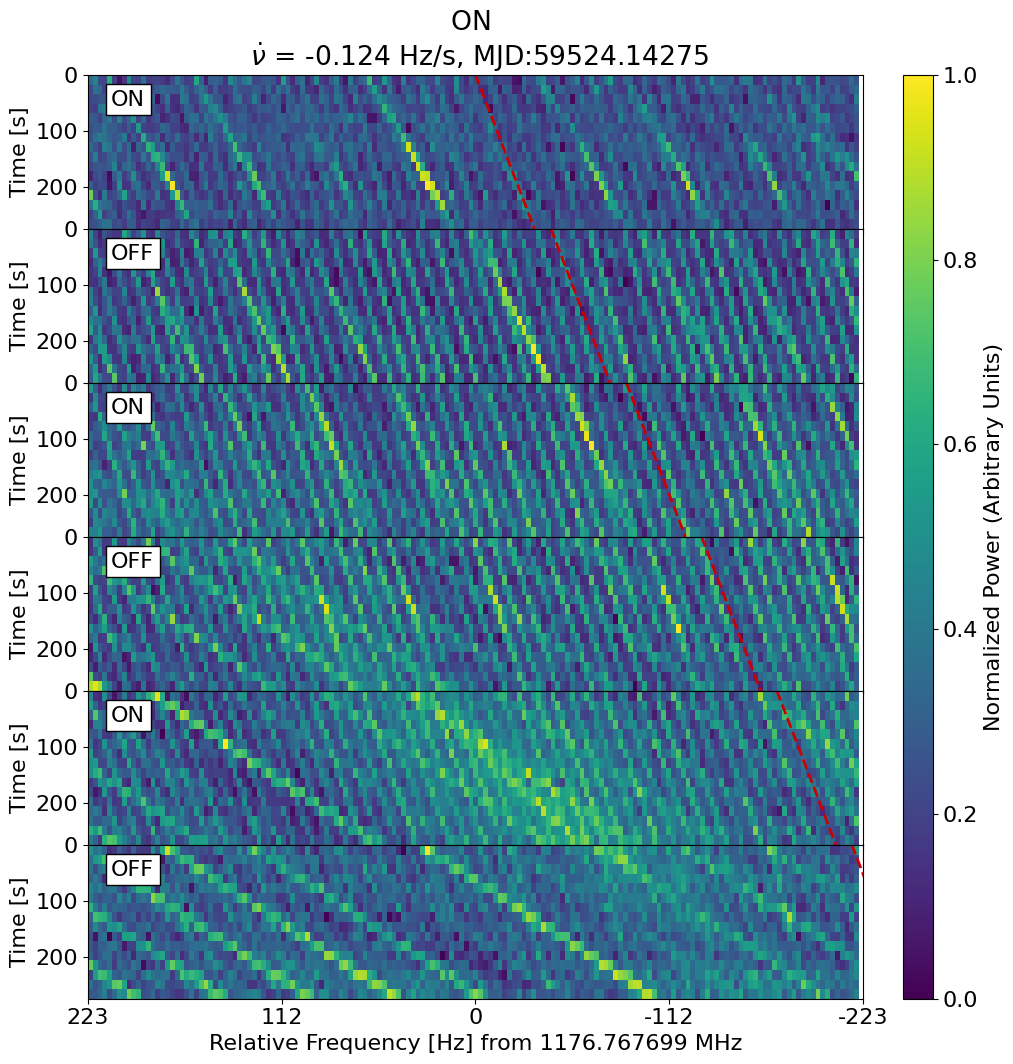 ON
ν̇ = -0.124 Hz/s, MJD:59524.14275
0
ON
Time [s]
100
200
0
OFF
Time [s]
100
200
0
ON
Time [s]
100
200
0
OFF
Time [s]
100
200
0
ON
Time [s]
100
200
0
OFF
Time [s]
100
200
223 112 0 -112 -223
Relative Frequency [Hz] from 1176.767699 MHz
1.0
0.8
0.6
0.4
0.2
0.0
Normalized Power (Arbitrary Units)